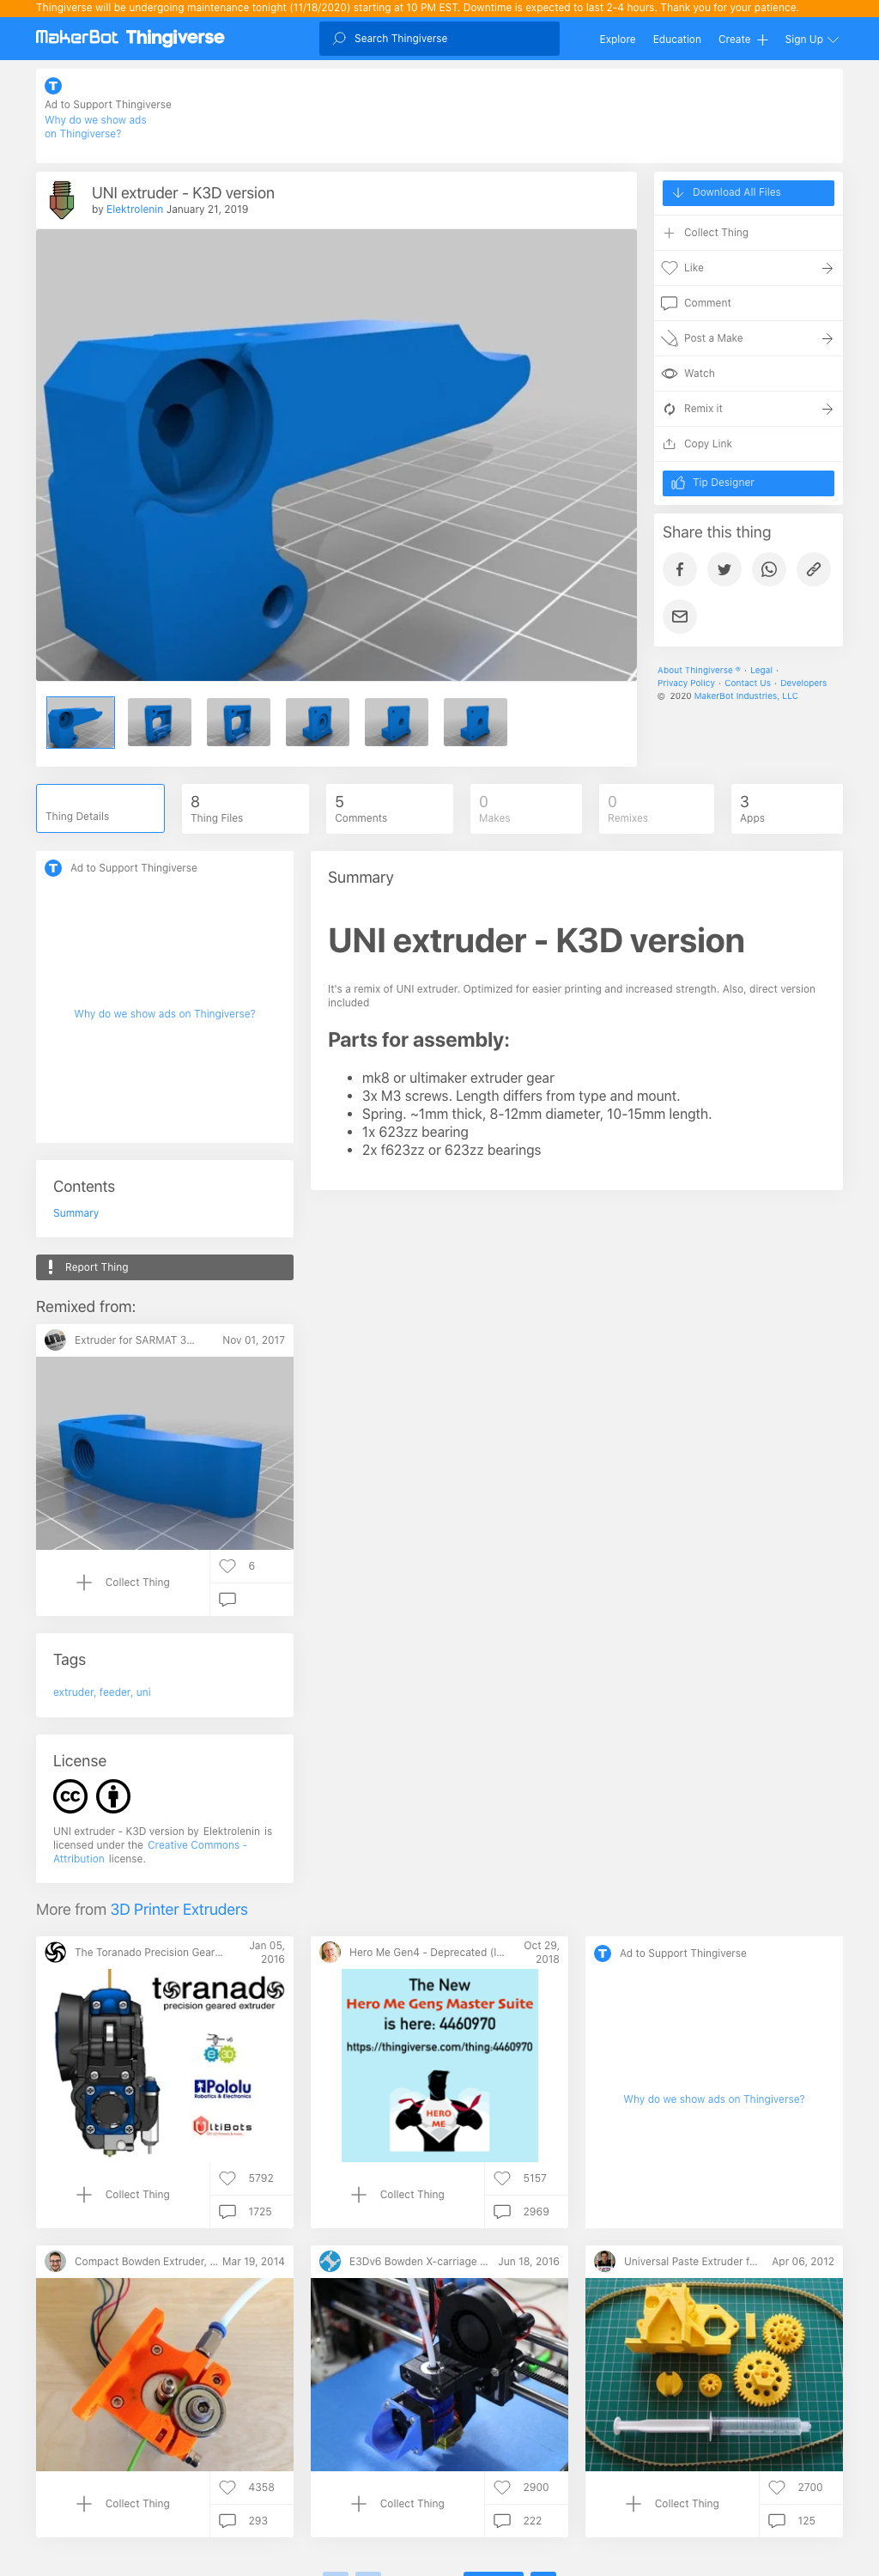 Thingiverse will be undergoing maintenance tonight (11/18/2020) starting at 10 PM EST. Downtime is expected to last 2-4 hours. Thank you for your patience.
MakerBot Thingiverse
Search Thingiverse
Explore
Education
Create
Sign Up
Ad to Support Thingiverse
Why do we show ads
on Thingiverse?
UNI extruder - K3D version
by Elektrolenin January 21, 2019
Download All Files
Collect Thing
Like
Comment
Post a Make
Watch
Remix it
Copy Link
Tip Designer
Share this thing
About Thingiverse ® · Legal ·
Privacy Policy · Contact Us · Developers
© 2020 MakerBot Industries, LLC
Thing Details
8
Thing Files
5
Comments
0
Makes
0
Remixes
3
Apps
Ad to Support Thingiverse
Why do we show ads on Thingiverse?
Summary
UNI extruder - K3D version
It's a remix of UNI extruder. Optimized for easier printing and increased strength. Also, direct version
included
Parts for assembly:
• mk8 or ultimaker extruder gear
• 3x M3 screws. Length differs from type and mount.
• Spring. ~1mm thick, 8-12mm diameter, 10-15mm length.
• 1x 623zz bearing
• 2x f623zz or 623zz bearings
Contents
Summary
Report Thing
Remixed from:
Extruder for SARMAT 3...
Nov 01, 2017
Collect Thing
6
Tags
extruder, feeder, uni
License
UNI extruder - K3D version by Elektrolenin is
licensed under the Creative Commons -
Attribution license.
More from 3D Printer Extruders
The Toranado Precision Gear...
Jan 05,
2016
toranado
precision geared extruder
v6
E3D
Pololu
Robotics & Electronics
UltiBots
Collect Thing
5792
1725
Hero Me Gen4 - Deprecated (I...
Oct 29,
2018
The New
Hero Me Gen5 Master Suite
is here: 4460970
https://thingiverse.com/thing:4460970
HERO
ME
Collect Thing
5157
2969
Ad to Support Thingiverse
Why do we show ads on Thingiverse?
Compact Bowden Extruder, ...
Mar 19, 2014
Collect Thing
4358
293
E3Dv6 Bowden X-carriage ...
Jun 18, 2016
Collect Thing
2900
222
Universal Paste Extruder f...
Apr 06, 2012
Collect Thing
2700
125